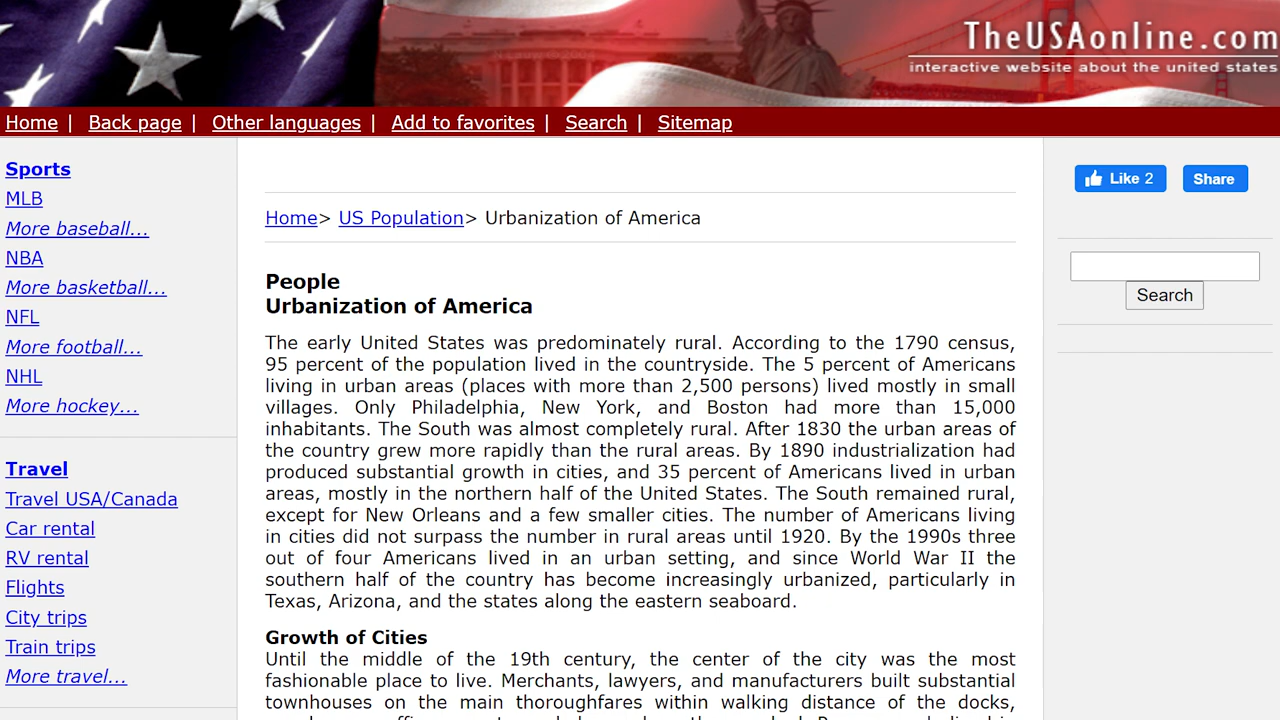 TheUSAonline.com
interactive website about the united states
Home | Back page | Other languages | Add to favorites | Search | Sitemap
Sports
MLB
More baseball...
NBA
More basketball...
NFL
More football...
NHL
More hockey...
Travel
Travel USA/Canada
Car rental
RV rental
Flights
City trips
Train trips
More travel...
Home> US Population> Urbanization of America
People
Urbanization of America
The early United States was predominately rural. According to the 1790 census,
95 percent of the population lived in the countryside. The 5 percent of Americans
living in urban areas (places with more than 2,500 persons) lived mostly in small
villages. Only Philadelphia, New York, and Boston had more than 15,000
inhabitants. The South was almost completely rural. After 1830 the urban areas of
the country grew more rapidly than the rural areas. By 1890 industrialization had
produced substantial growth in cities, and 35 percent of Americans lived in urban
areas, mostly in the northern half of the United States. The South remained rural,
except for New Orleans and a few smaller cities. The number of Americans living
in cities did not surpass the number in rural areas until 1920. By the 1990s three
out of four Americans lived in an urban setting, and since World War II the
southern half of the country has become increasingly urbanized, particularly in
Texas, Arizona, and the states along the eastern seaboard.
Growth of Cities
Until the middle of the 19th century, the center of the city was the most
fashionable place to live. Merchants, lawyers, and manufacturers built substantial
townhouses on the main thoroughfares within walking distance of the docks,
Like 2
Share
Search